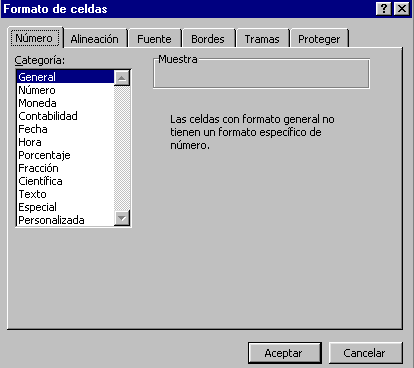 Formato de celdas
Número Alineación Fuente Bordes Tramas Proteger
Categoría:
General
Número
Moneda
Contabilidad
Fecha
Hora
Porcentaje
Fracción
Científica
Texto
Especial
Personalizada
Muestra
Las celdas con formato general no
tienen un formato específico de
número.
Aceptar Cancelar